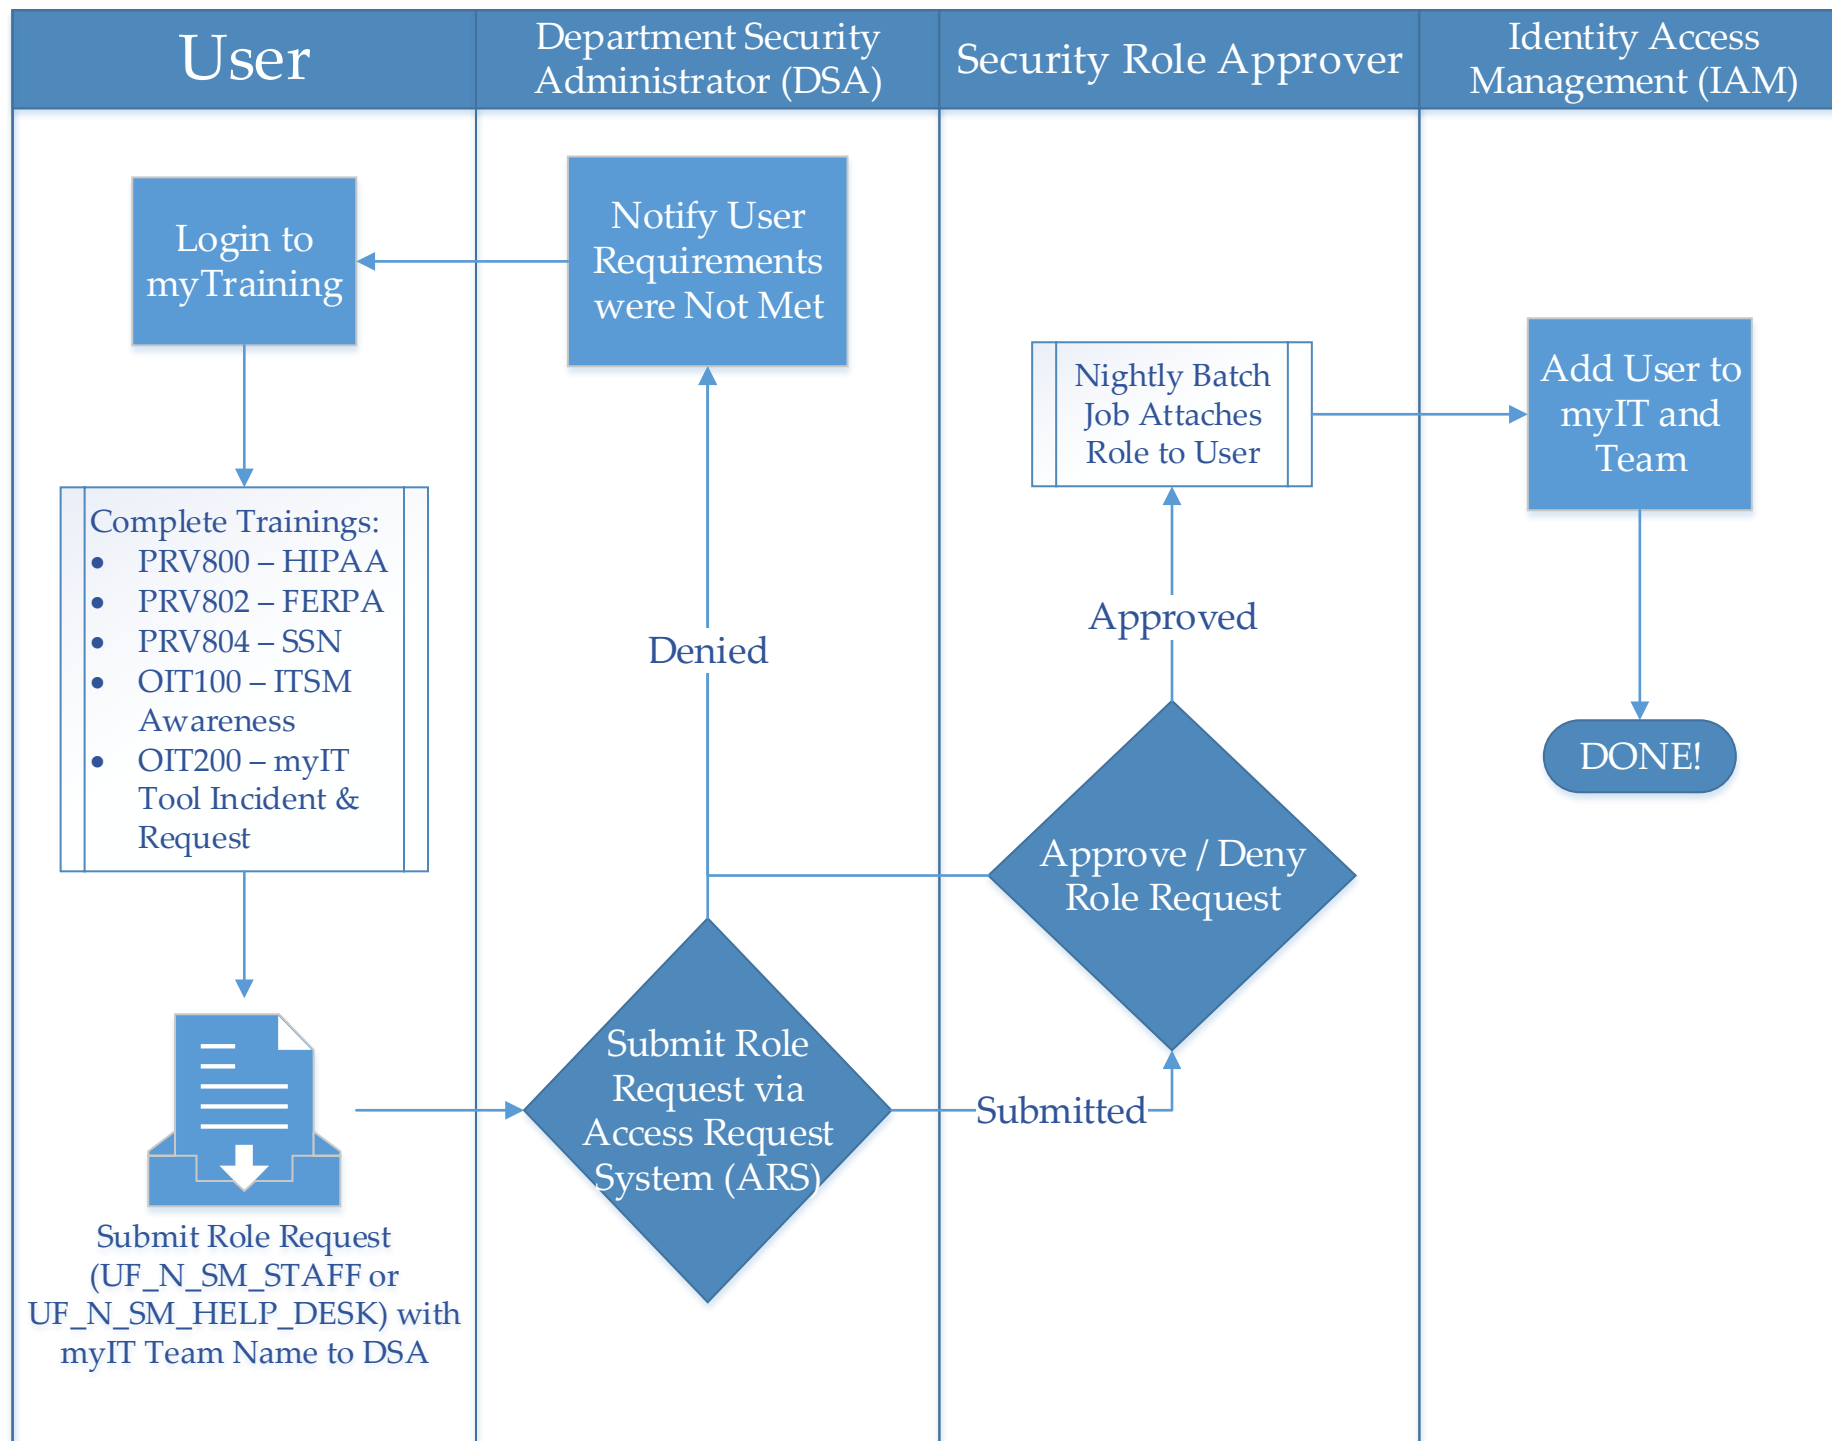 User
Department Security
Administrator (DSA)
Security Role Approver
Identity Access
Management (IAM)
Login to
myTraining
Notify User
Requirements
were Not Met
Nightly Batch
Job Attaches
Role to User
Add User to
myIT and
Team
Complete Trainings:
• PRV800 – HIPAA
• PRV802 – FERPA
• PRV804 – SSN
• OIT100 – ITSM
Awareness
• OIT200 – myIT
Tool Incident &
Request
Denied
Approved
DONE!
Approve / Deny
Role Request
Submit Role
Request via
Access Request
System (ARS)
Submitted
Submit Role Request
(UF_N_SM_STAFF or
UF_N_SM_HELP_DESK) with
myIT Team Name to DSA